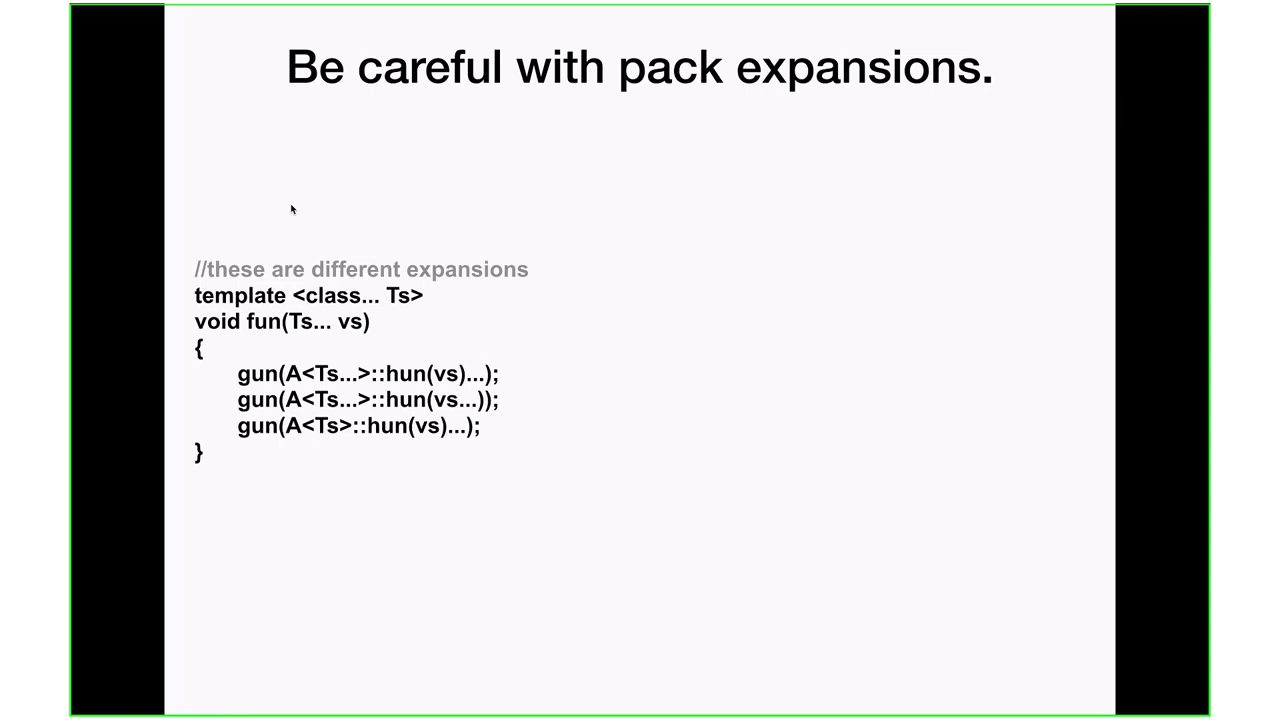 Be careful with pack expansions.
//these are different expansions
template <class... Ts>
void fun(Ts... vs)
{
gun(A<Ts...>::hun(vs)...);
gun(A<Ts...>::hun(vs...));
gun(A<Ts>::hun(vs)...);
}